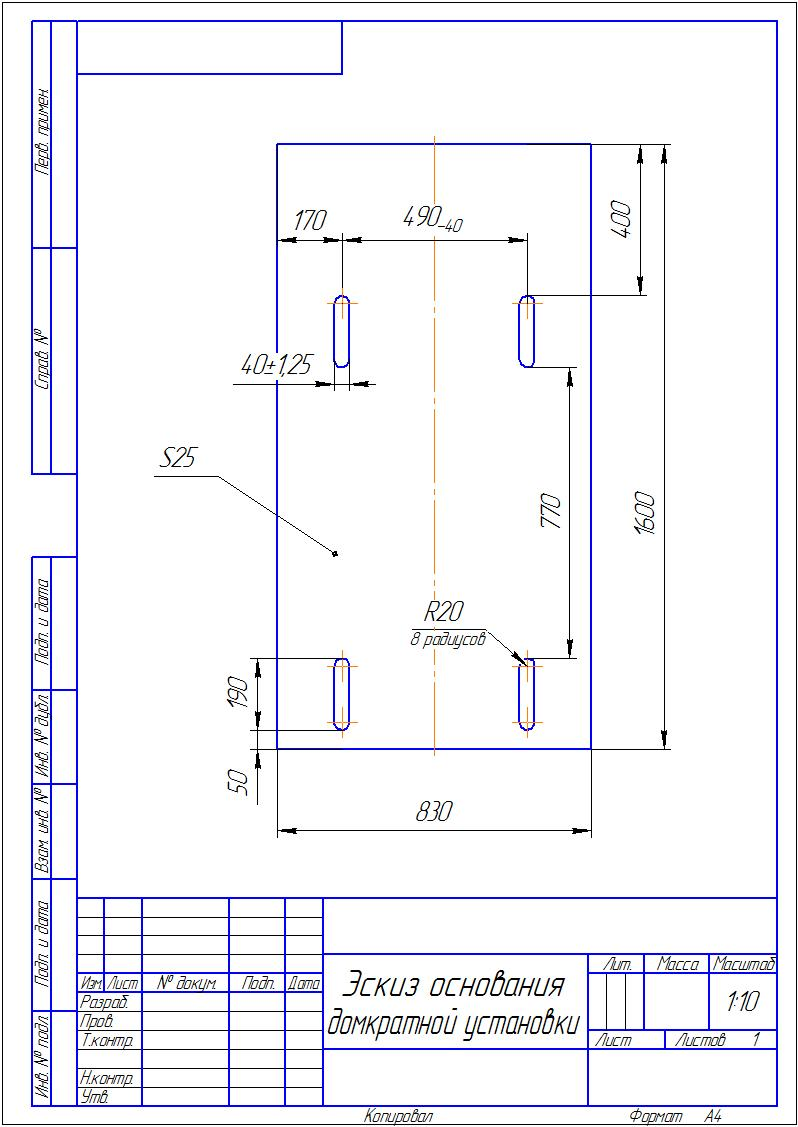 Перв. примен.
Справ. №
Подп. и дата
Инв. № дубл.
Взам. инв. №
Подп. и дата
Инв. № подл.
170
490-40
400
40±1,25
S25
770
1600
R20
8 радиусов
190
50
830
Изм. Лист № докум. Подп. Дата
Разраб.
Пров.
Т.контр.
Н.контр.
Утв.
Эскиз основания
домкратной установки
Лит. Масса Масштаб
1:10
Лист Листов 1
Копировал Формат А4